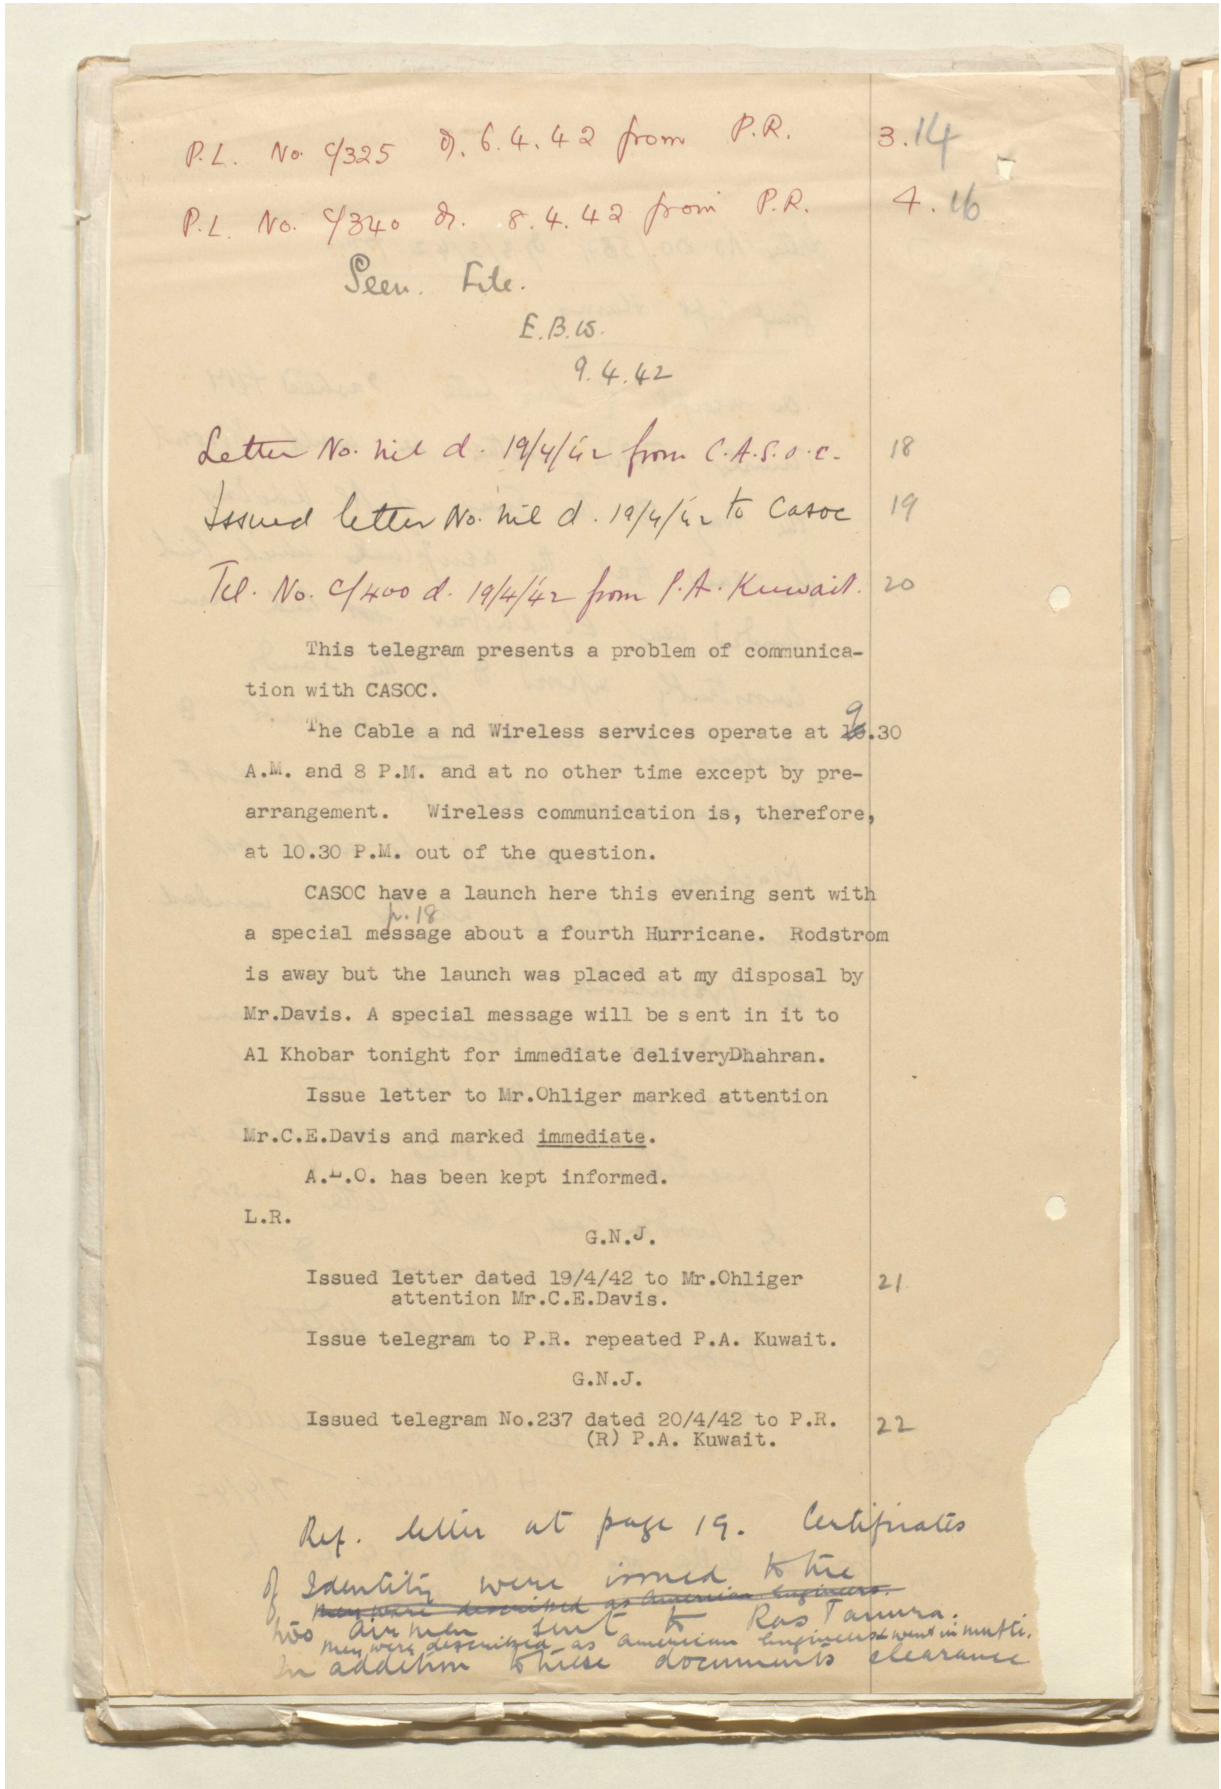 P.L. No. C/325 d. 6.4.42 from P.R. 3. 14
P.L. No. C/340 d. 8.4.42 from P.R. 4. 16
Seen. File.
E.B.W.
9.4.42
Letter No. nil d. 19/4/42 from C.A.S.O.C. 18
Issued letter No. nil d. 19/4/42 to Casoc 19
Tel. No. C/400 d. 19/4/42 from P.A. Kuwait. 20
This telegram presents a problem of communica-
tion with CASOC.
9
The Cable a nd Wireless services operate at 10.30
A.M. and 8 P.M. and at no other time except by pre-
arrangement. Wireless communication is, therefore,
at 10.30 P.M. out of the question.
CASOC have a launch here this evening sent with
p.18
a special message about a fourth Hurricane. Rodstrom
is away but the launch was placed at my disposal by
Mr.Davis. A special message will be sent in it to
Al Khobar tonight for immediate deliveryDhahran.
Issue letter to Mr.Ohliger marked attention
Mr.C.E.Davis and marked immediate.
A.L.O. has been kept informed.
L.R.
G.N.J.
Issued letter dated 19/4/42 to Mr.Ohliger 21
attention Mr.C.E.Davis.
Issue telegram to P.R. repeated P.A. Kuwait.
G.N.J.
Issued telegram No.237 dated 20/4/42 to P.R. 22
(R) P.A. Kuwait.
Ref. letter at page 19. Certificates
of Identity were issued to the
men were described as American Engineers.
two airmen sent to Ras Tanura.
men were described as American Engineers & went in mufti.
In addition to these documents clearance